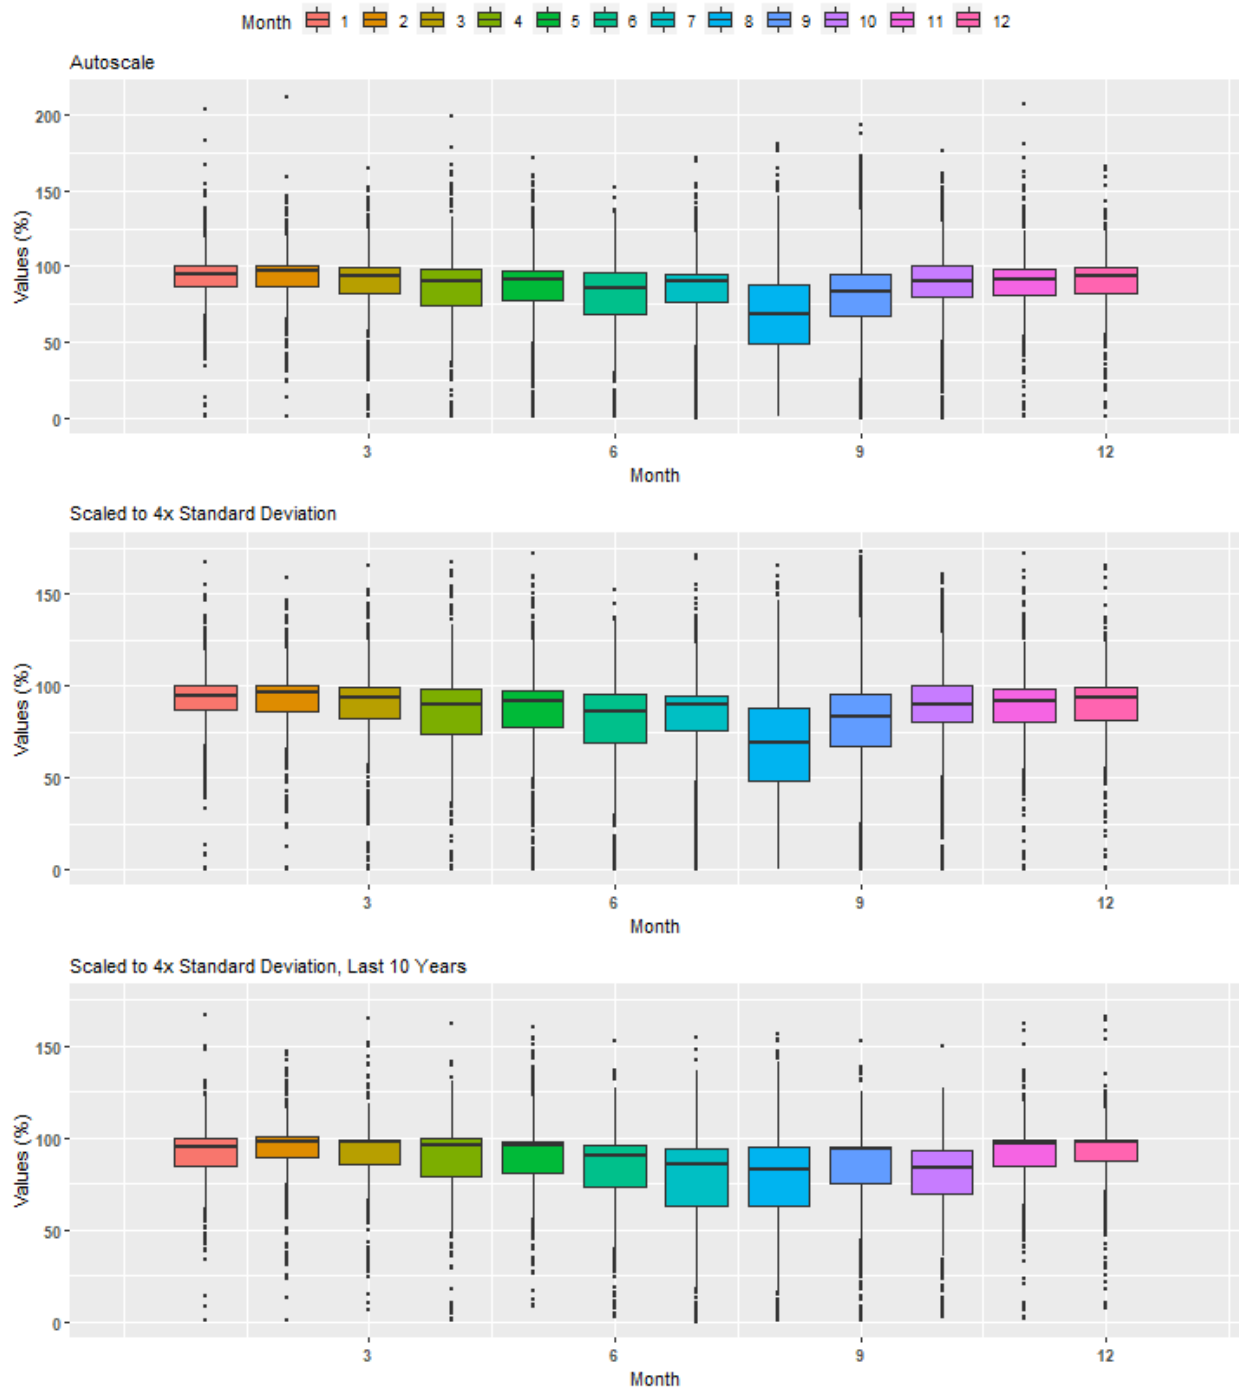 Month 1 2 3 4 5 6 7 8 9 10 11 12
Autoscale
Values (%)
200
150
100
50
0
3 6 9 12
Month
Scaled to 4x Standard Deviation
Values (%)
150
100
50
0
3 6 9 12
Month
Scaled to 4x Standard Deviation, Last 10 Years
Values (%)
150
100
50
0
3 6 9 12
Month